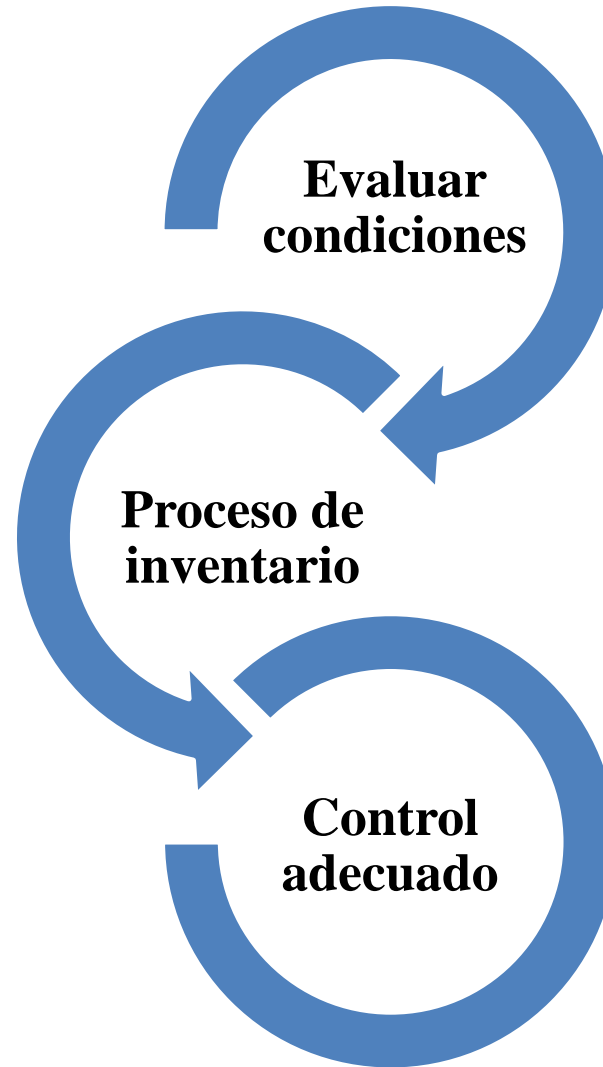 Evaluar
condiciones
Proceso de
inventario
Control
adecuado